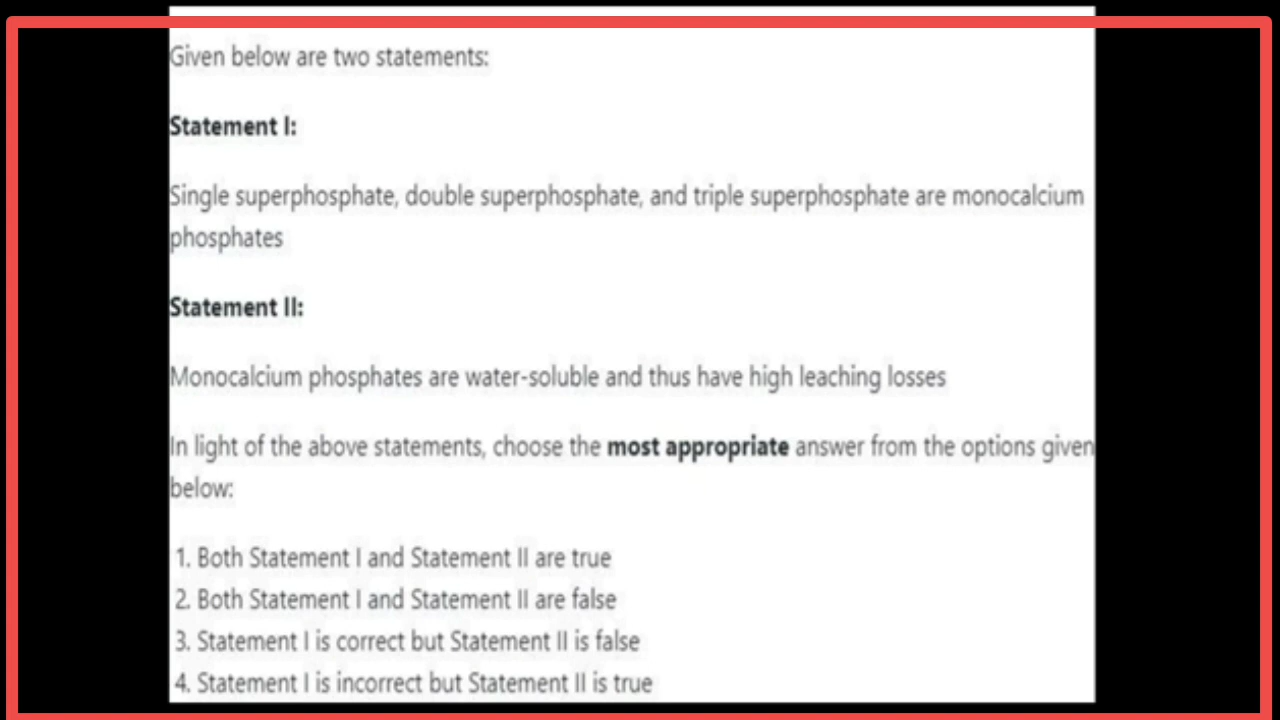 Given below are two statements:
Statement I:
Single superphosphate, double superphosphate, and triple superphosphate are monocalcium
phosphates
Statement II:
Monocalcium phosphates are water-soluble and thus have high leaching losses
In light of the above statements, choose the most appropriate answer from the options given
below:
1. Both Statement I and Statement II are true
2. Both Statement I and Statement II are false
3. Statement I is correct but Statement II is false
4. Statement I is incorrect but Statement II is true